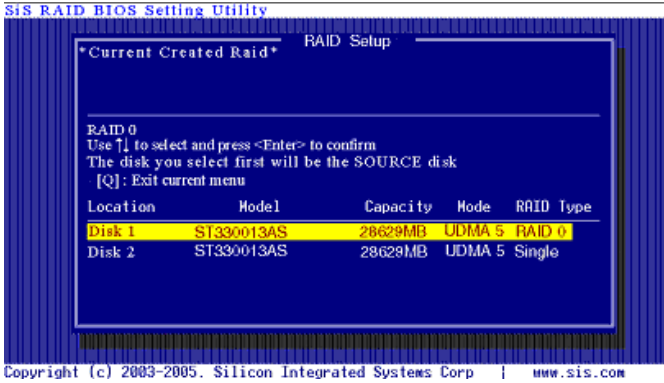 SiS RAID BIOS Setting Utility
RAID Setup
*Current Created Raid*
RAID 0
Use ↑↓ to select and press <Enter> to confirm
The disk you select first will be the SOURCE disk
[Q] : Exit current menu
Location Model Capacity Mode RAID Type
Disk 1 ST330013AS 28629MB UDMA 5 RAID 0
Disk 2 ST330013AS 28629MB UDMA 5 Single
Copyright (c) 2003-2005. Silicon Integrated Systems Corp | www.sis.com